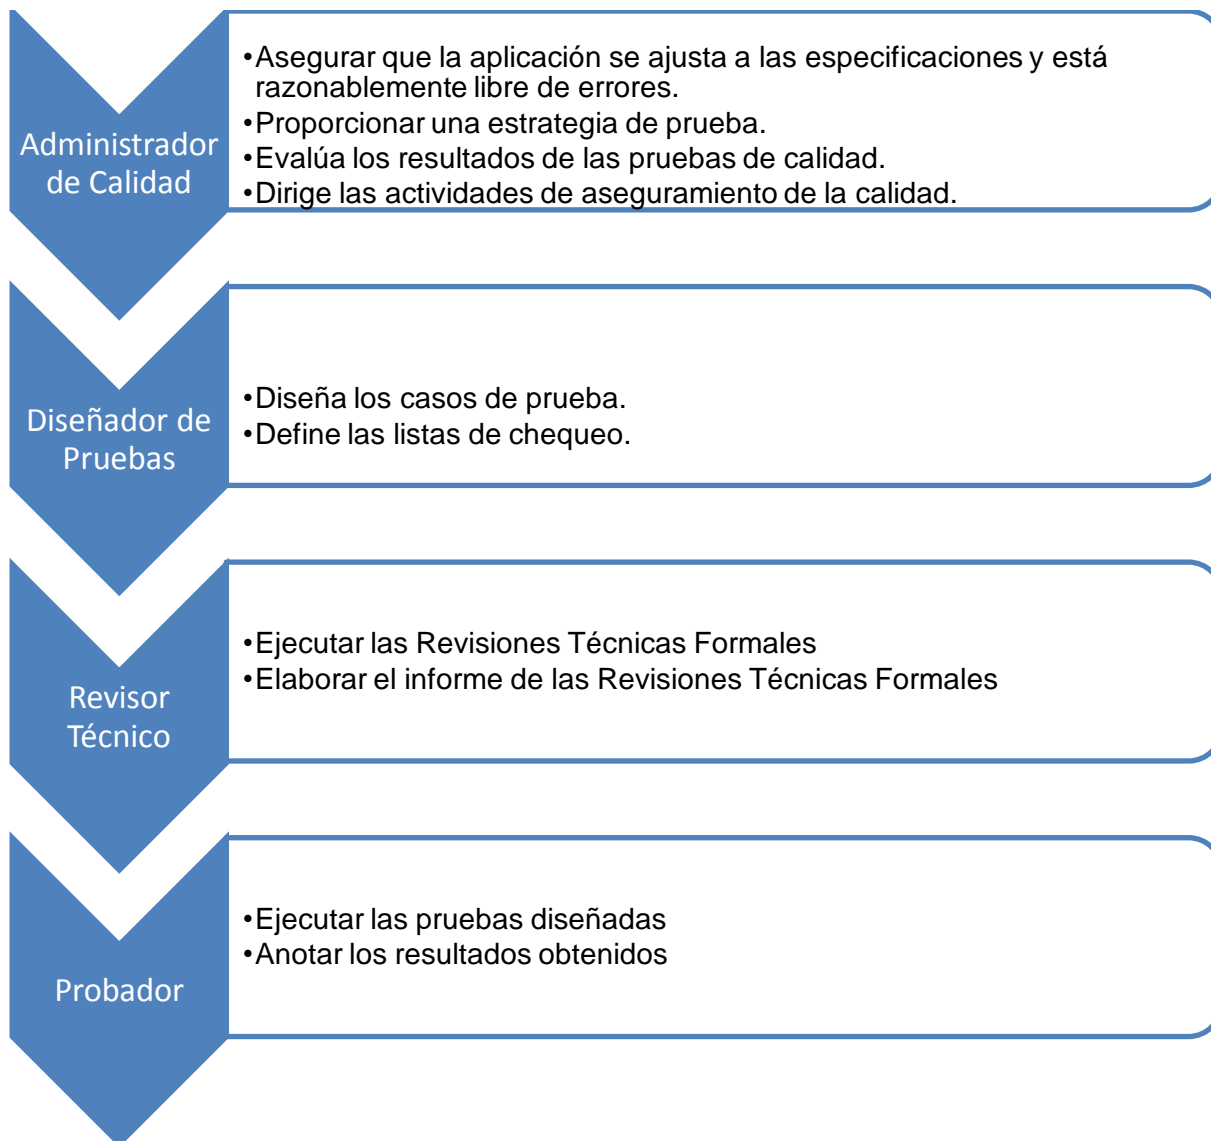 Administrador
de Calidad
•Asegurar que la aplicación se ajusta a las especificaciones y está
razonablemente libre de errores.
•Proporcionar una estrategia de prueba.
•Evalúa los resultados de las pruebas de calidad.
•Dirige las actividades de aseguramiento de la calidad.
Diseñador de
Pruebas
•Diseña los casos de prueba.
•Define las listas de chequeo.
Revisor
Técnico
•Ejecutar las Revisiones Técnicas Formales
•Elaborar el informe de las Revisiones Técnicas Formales
Probador
•Ejecutar las pruebas diseñadas
•Anotar los resultados obtenidos